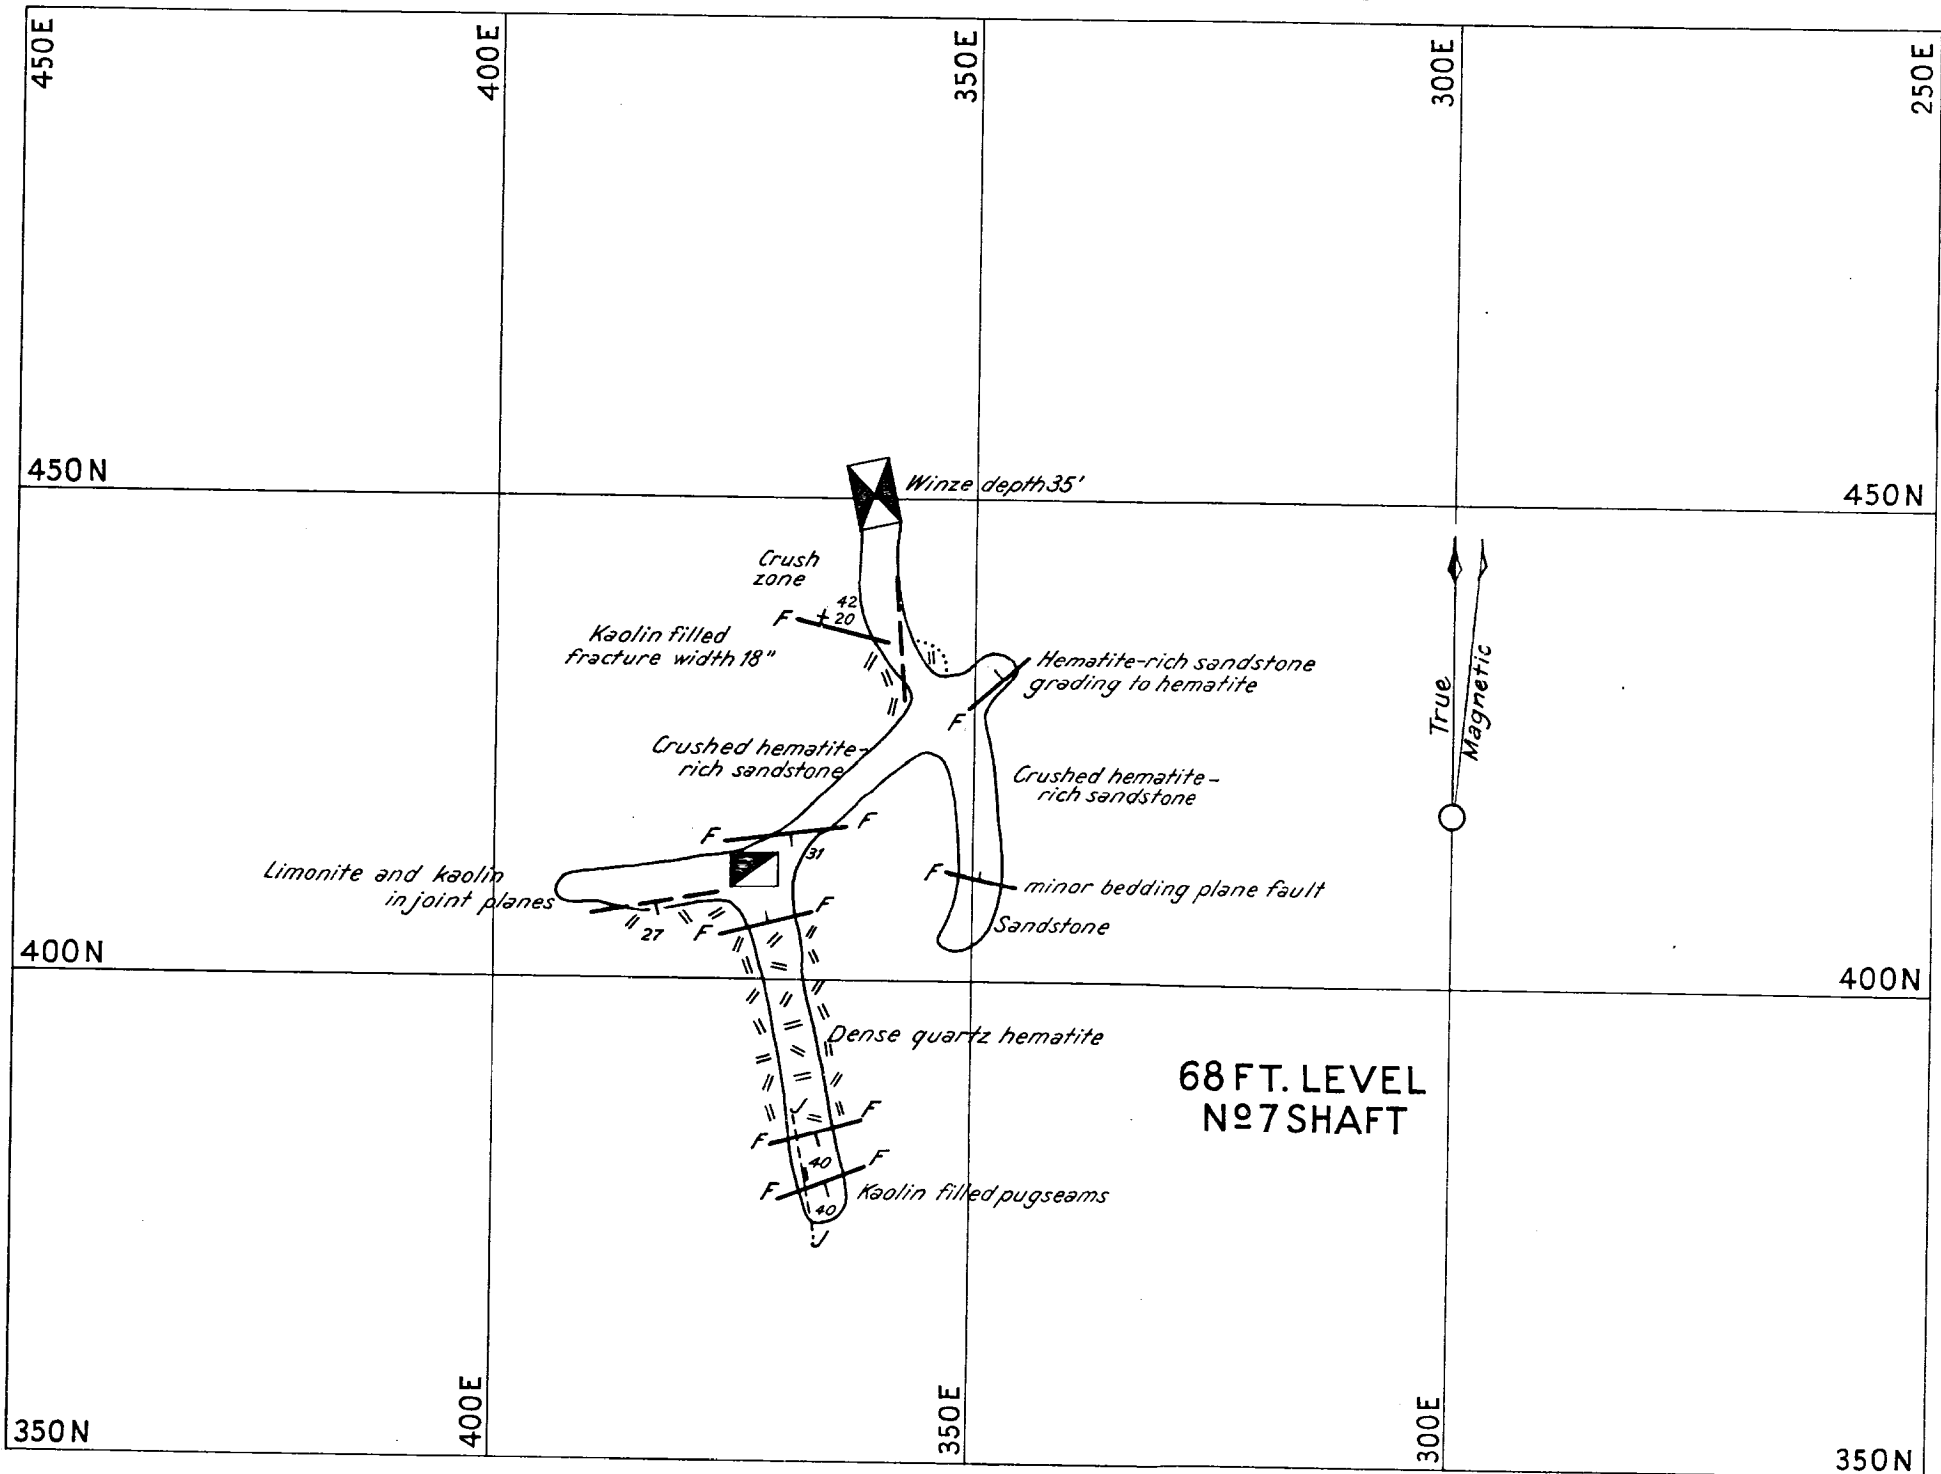 450E
400E
350E
300E
250E
450N
Winze depth 35'
450N
Crush
zone
42
20
F
Kaolin filled
fracture width 18"
Hematite-rich sandstone
grading to hematite
F
True
Magnetic
Crushed hematite-
rich sandstone
Crushed hematite-
rich sandstone
F
F
31
Limonite and kaolin
in joint planes
F
minor bedding plane fault
27
F
F
Sandstone
400N
400N
Dense quartz hematite
68 FT. LEVEL
Nº 7 SHAFT
J
F
F
40
F
F
Kaolin filled pugseams
40
J
400E
350E
300E
350N
350N